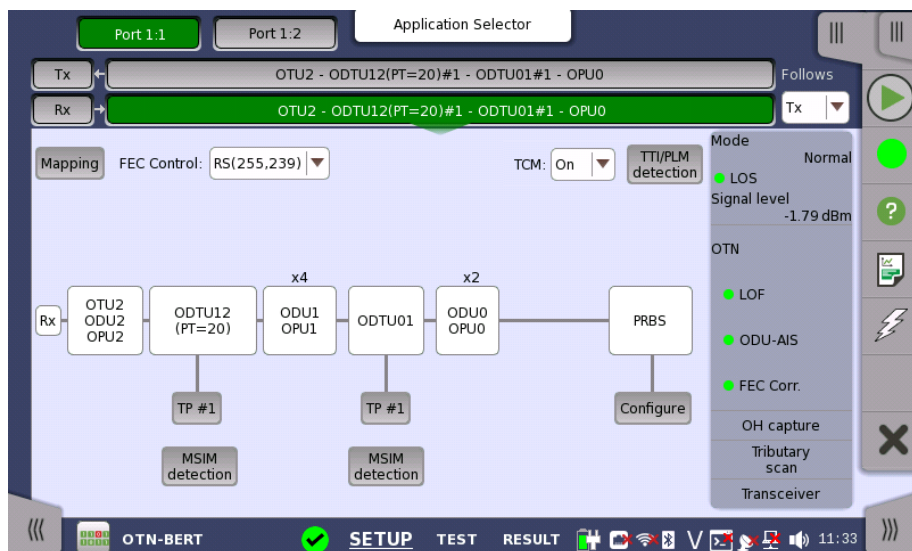 Port 1:1
Port 1:2
Application Selector
Tx
OTU2 - ODTU12(PT=20)#1 - ODTU01#1 - OPU0
Follows
Rx
OTU2 - ODTU12(PT=20)#1 - ODTU01#1 - OPU0
Tx
Mapping
FEC Control:
RS(255,239)
TCM:
On
TTI/PLM
detection
Mode
Normal
LOS
Signal level
-1.79 dBm
OTN
LOF
ODU-AIS
FEC Corr.
OH capture
Tributary
scan
Transceiver
x4
x2
Rx
OTU2
ODU2
OPU2
ODTU12
(PT=20)
ODU1
OPU1
ODTU01
ODU0
OPU0
PRBS
TP #1
TP #1
Configure
MSIM
detection
MSIM
detection
OTN-BERT
SETUP
TEST
RESULT
11:33